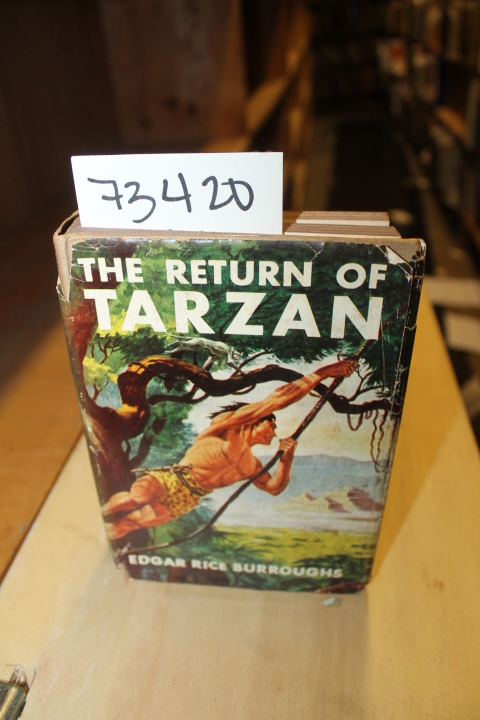 73420
THE RETURN OF
TARZAN
EDGAR RICE BURROUGHS